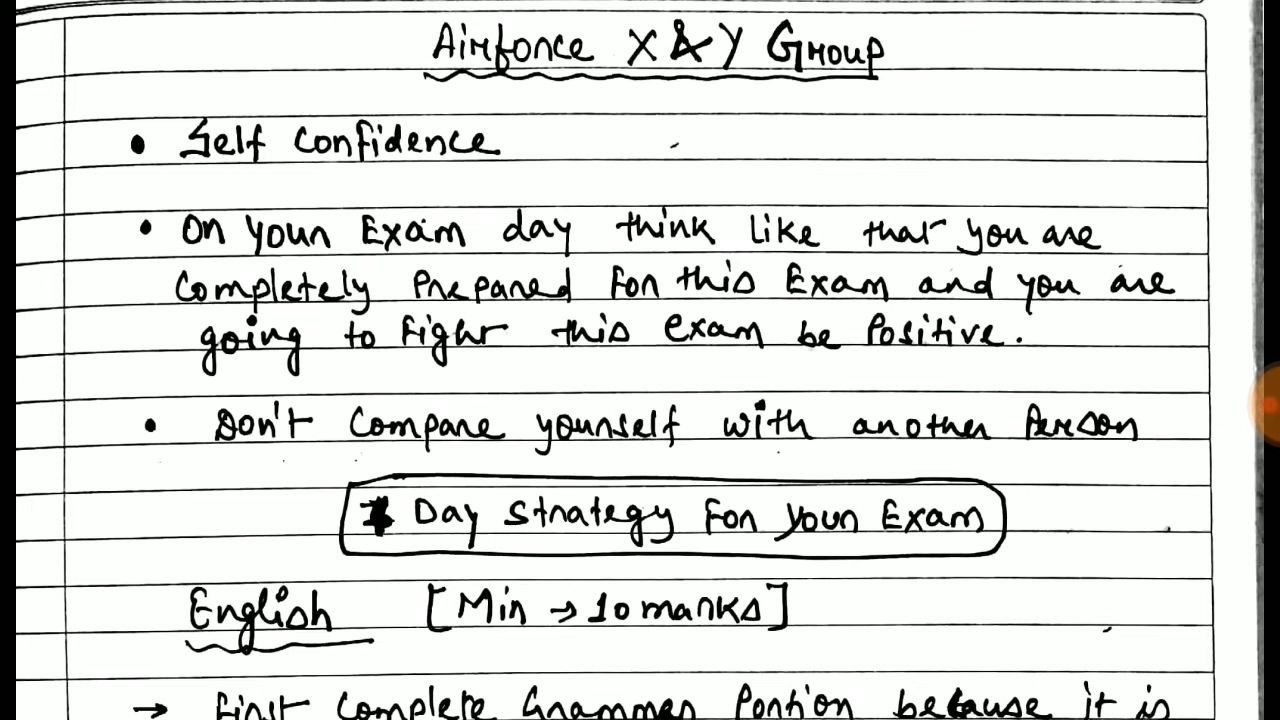 Airforce X & Y Group
• Self Confidence
• On your Exam day think like that you are
completely Prepared for this Exam and you are
going to Fight this exam be Positive.
• Don't Compare yourself with another Person
Day Strategy For your Exam
English [Min → 10 marks]
→ First Complete Grammer Portion because it is